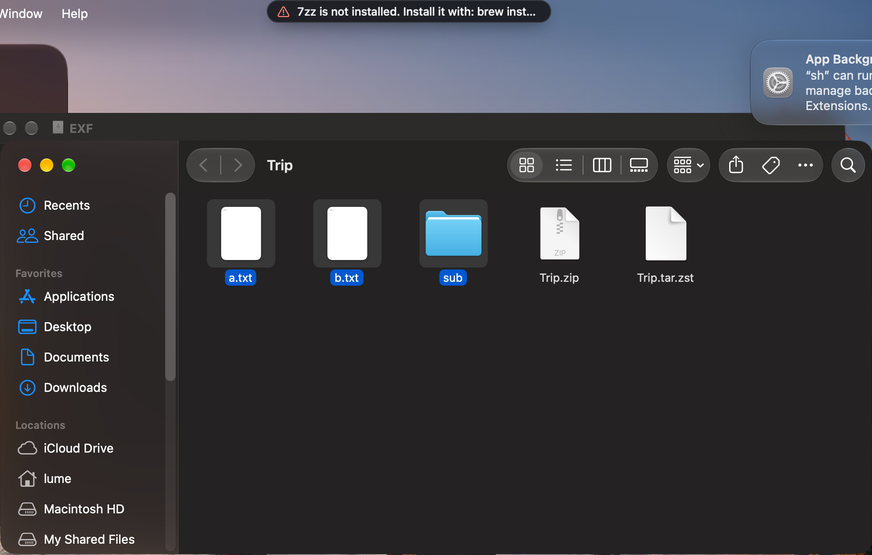 Window Help
7zz is not installed. Install it with: brew inst...
App Backgr
“sh” can run
manage bac
Extensions.
EXF
Trip
Recents
Shared
Favorites
Applications
Desktop
Documents
Downloads
Locations
iCloud Drive
lume
Macintosh HD
My Shared Files
a.txt
b.txt
sub
ZIP
Trip.zip
Trip.tar.zst